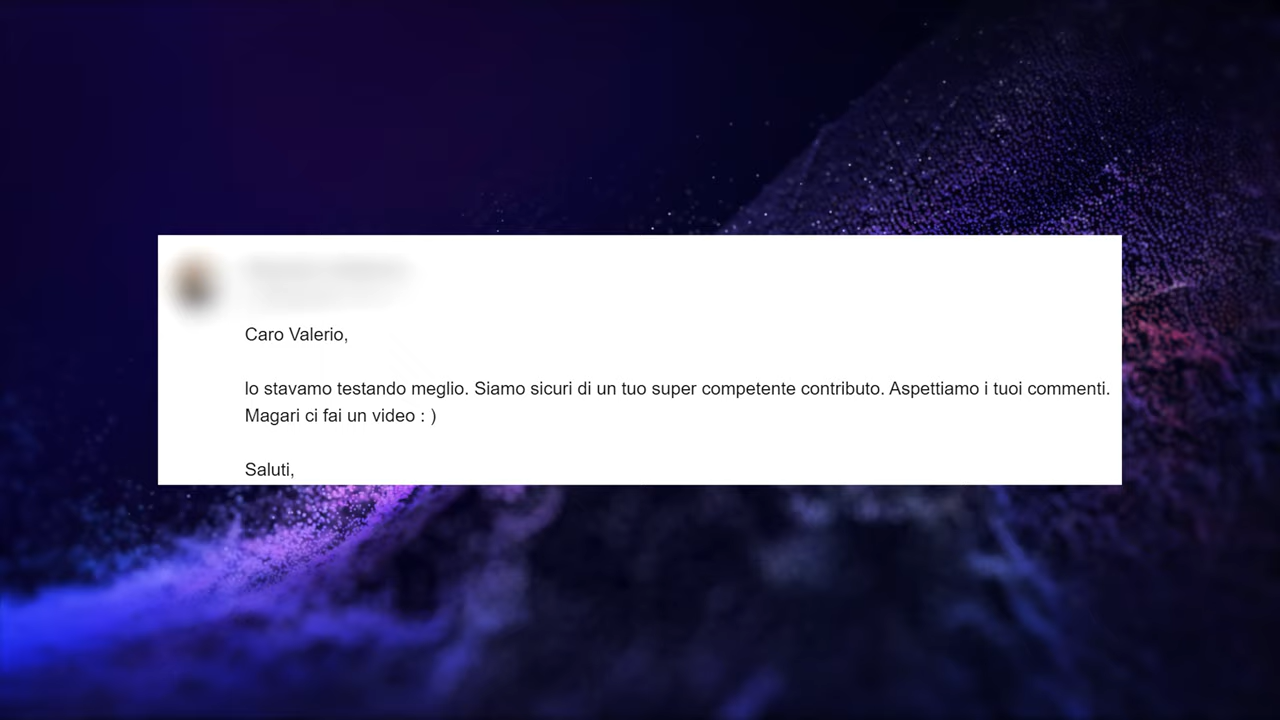 Caro Valerio,
lo stavamo testando meglio. Siamo sicuri di un tuo super competente contributo. Aspettiamo i tuoi commenti.
Magari ci fai un video : )
Saluti,